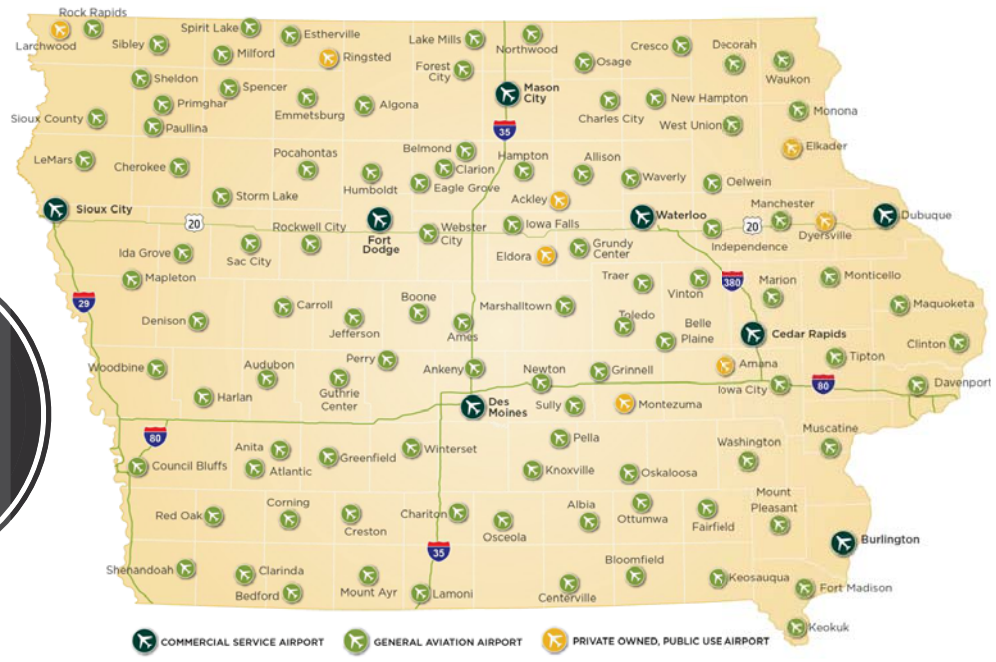 Rock Rapids
Larchwood
Sibley
Spirit Lake
Estherville
Milford
Ringsted
Lake Mills
Northwood
Forest
City
Osage
Cresco
Decorah
Waukon
Sheldon
Spencer
Primghar
Emmetsburg
Algona
Mason
City
Charles City
New Hampton
Monona
Sioux County
Paullina
35
West Union
Elkader
LeMars
Cherokee
Pocahontas
Humboldt
Belmond
Clarion
Eagle Grove
Hampton
Allison
Waverly
Oelwein
Storm Lake
Ackley
Manchester
Sioux City
20
Rockwell City
Fort
Dodge
Webster
City
Iowa Falls
Waterloo
20
Independence
Dyersville
Dubuque
Ida Grove
Sac City
Eldora
Grundy
Center
Mapleton
29
Traer
Vinton
380
Marion
Monticello
Denison
Carroll
Jefferson
Boone
Ames
Marshalltown
Toledo
Belle
Plaine
Cedar Rapids
Maquoketa
Clinton
Woodbine
Audubon
Perry
Ankeny
Newton
Grinnell
Amana
Tipton
Harlan
Guthrie
Center
Des
Moines
Sully
Montezuma
Iowa City
80
Davenport
80
Council Bluffs
Anita
Atlantic
Greenfield
Winterset
Pella
Knoxville
Oskaloosa
Washington
Muscatine
Red Oak
Corning
Creston
Chariton
Osceola
Albia
Ottumwa
Fairfield
Mount
Pleasant
Burlington
35
Shenandoah
Clarinda
Bedford
Mount Ayr
Lamoni
Centerville
Bloomfield
Keosauqua
Fort Madison
Keokuk
COMMERCIAL SERVICE AIRPORT
GENERAL AVIATION AIRPORT
PRIVATE OWNED, PUBLIC USE AIRPORT